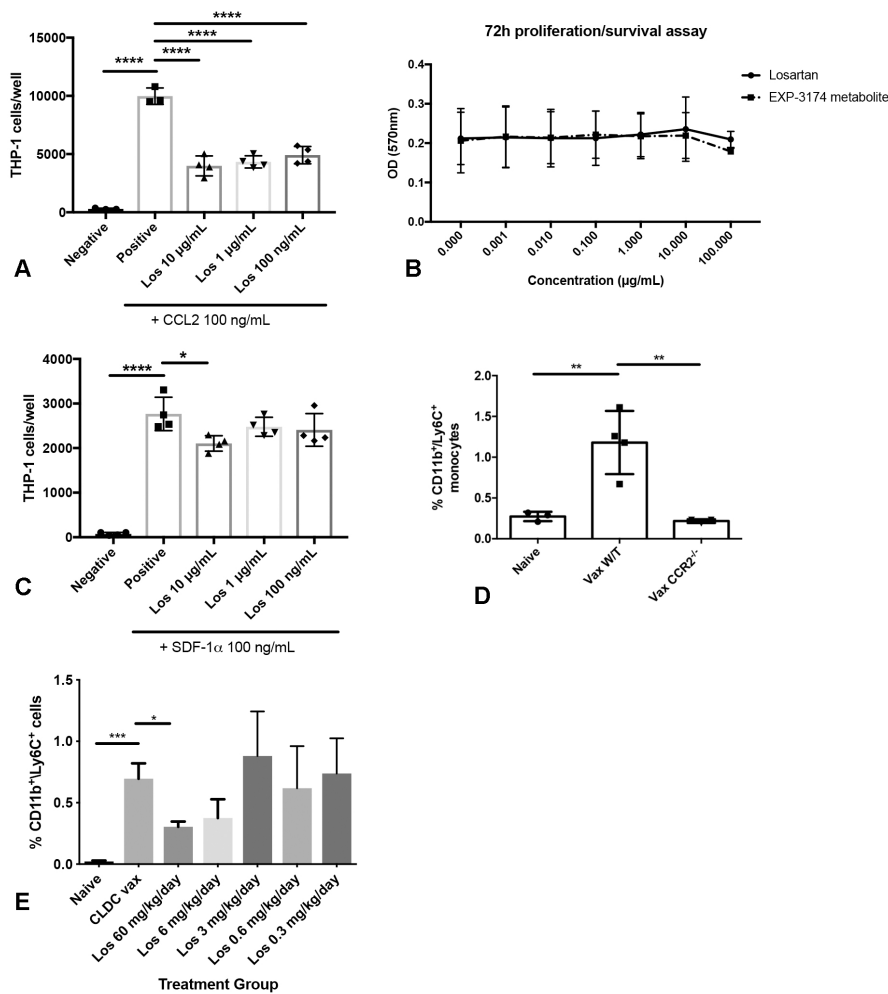 15000
10000
5000
0
THP-1 cells/well
****
****
****
****
Negative
Positive
Los 10 µg/mL
Los 1 µg/mL
Los 100 ng/mL
+ CCL2 100 ng/mL
A
72h proliferation/survival assay
0.4
0.3
0.2
0.1
0.0
OD (570nm)
Losartan
EXP-3174 metabolite
0.000
0.001
0.010
0.100
1.000
10.000
100.000
Concentration (µg/mL)
B
4000
3000
2000
1000
0
THP-1 cells/well
****
*
Negative
Positive
Los 10 µg/mL
Los 1 µg/mL
Los 100 ng/mL
+ SDF-1α 100 ng/mL
C
2.0
1.5
1.0
0.5
0.0
% CD11b⁺/Ly6C⁺
monocytes
**
**
Naive
Vax W/T
Vax CCR2⁻/⁻
D
1.5
1.0
0.5
0.0
% CD11b⁺\Ly6C⁺ cells
***
*
Naive
CLDC vax
Los 60 mg/kg/day
Los 6 mg/kg/day
Los 3 mg/kg/day
Los 0.6 mg/kg/day
Los 0.3 mg/kg/day
Treatment Group
E